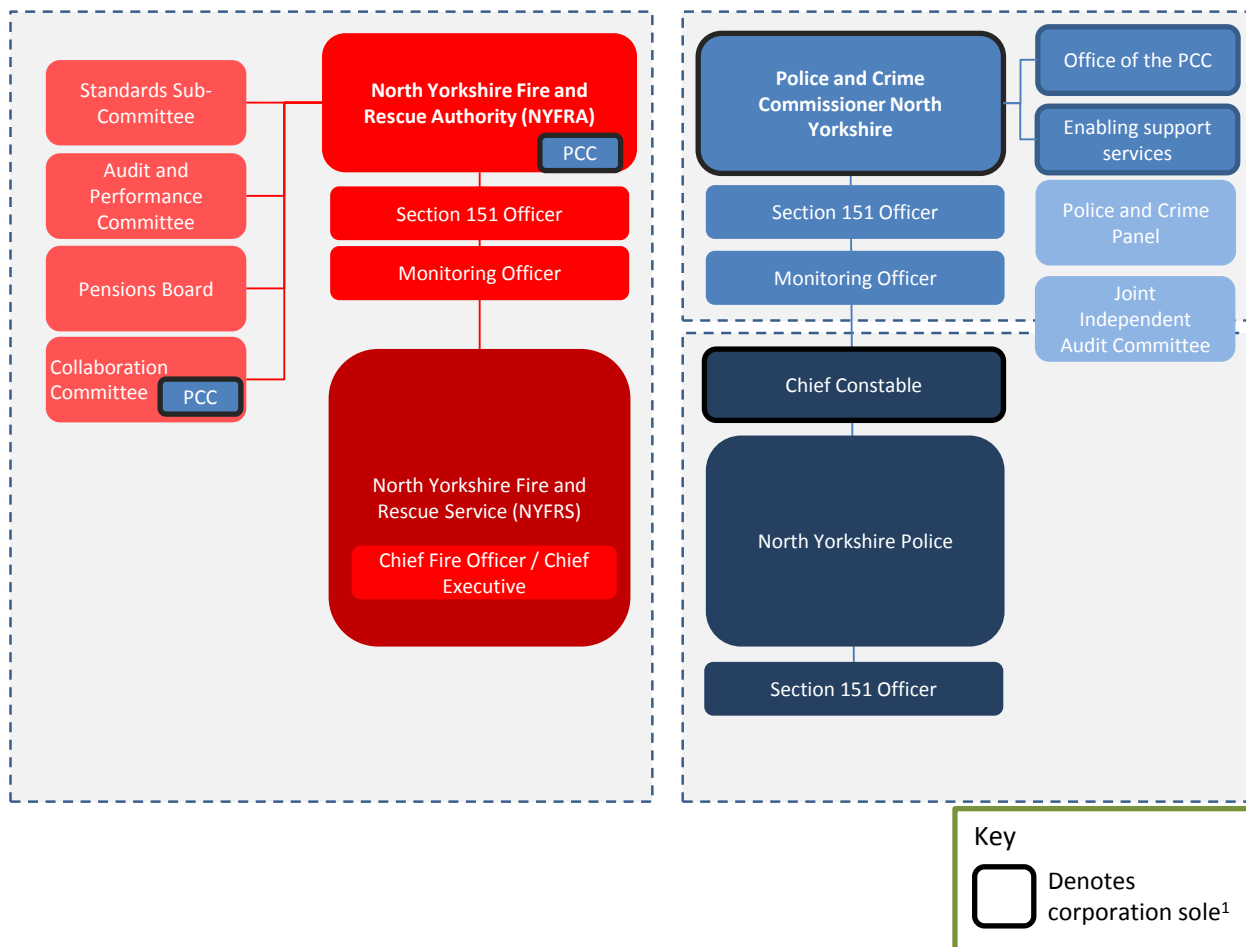 Standards Sub-
Committee
Audit and
Performance
Committee
Pensions Board
Collaboration
Committee
PCC
North Yorkshire Fire and
Rescue Authority (NYFRA)
PCC
Section 151 Officer
Monitoring Officer
North Yorkshire Fire and
Rescue Service (NYFRS)
Chief Fire Officer / Chief
Executive
Police and Crime
Commissioner North
Yorkshire
Office of the PCC
Enabling support
services
Section 151 Officer
Police and Crime
Panel
Monitoring Officer
Joint
Independent
Audit Committee
Chief Constable
North Yorkshire Police
Section 151 Officer
Key
Denotes
corporation sole¹